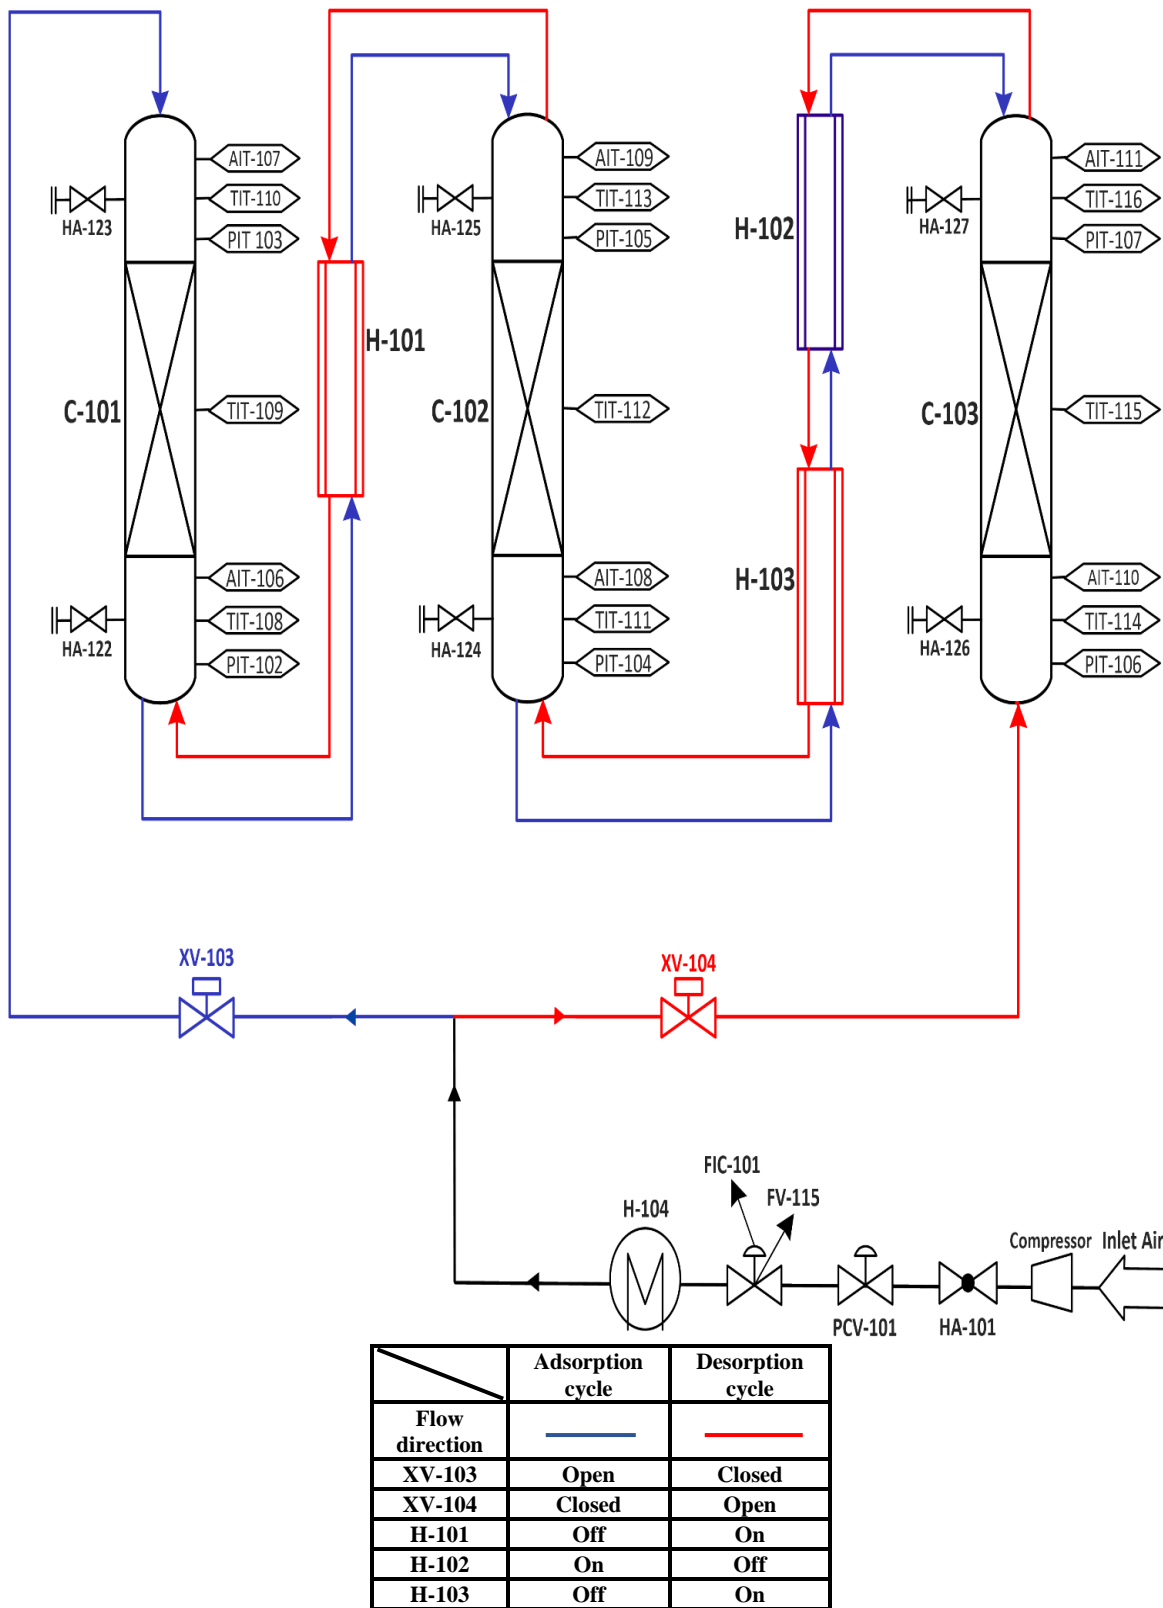 AIT-107
TIT-110
PIT 103
HA-123
C-101
TIT-109
AIT-106
TIT-108
PIT-102
HA-122
H-101
AIT-109
TIT-113
PIT-105
HA-125
C-102
TIT-112
AIT-108
TIT-111
PIT-104
HA-124
H-102
H-103
AIT-111
TIT-116
PIT-107
HA-127
C-103
TIT-115
AIT-110
TIT-114
PIT-106
HA-126
XV-103
XV-104
FIC-101
FV-115
H-104
Compressor
Inlet Air
PCV-101
HA-101
Adsorption cycle
Desorption cycle
Flow direction
XV-103 Open Closed
XV-104 Closed Open
H-101 Off On
H-102 On Off
H-103 Off On